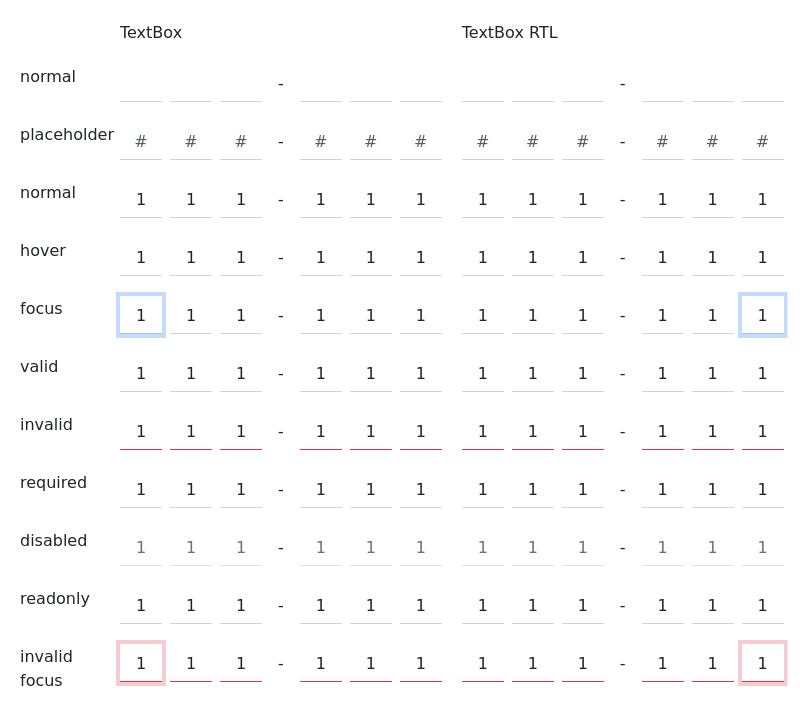 TextBox TextBox RTL
normal - -
placeholder # # # - # # # # # # - # # #
normal 1 1 1 - 1 1 1 1 1 1 - 1 1 1
hover 1 1 1 - 1 1 1 1 1 1 - 1 1 1
focus 1 1 1 - 1 1 1 1 1 1 - 1 1 1
valid 1 1 1 - 1 1 1 1 1 1 - 1 1 1
invalid 1 1 1 - 1 1 1 1 1 1 - 1 1 1
required 1 1 1 - 1 1 1 1 1 1 - 1 1 1
disabled 1 1 1 - 1 1 1 1 1 1 - 1 1 1
readonly 1 1 1 - 1 1 1 1 1 1 - 1 1 1
invalid 1 1 1 - 1 1 1 1 1 1 - 1 1 1
focus